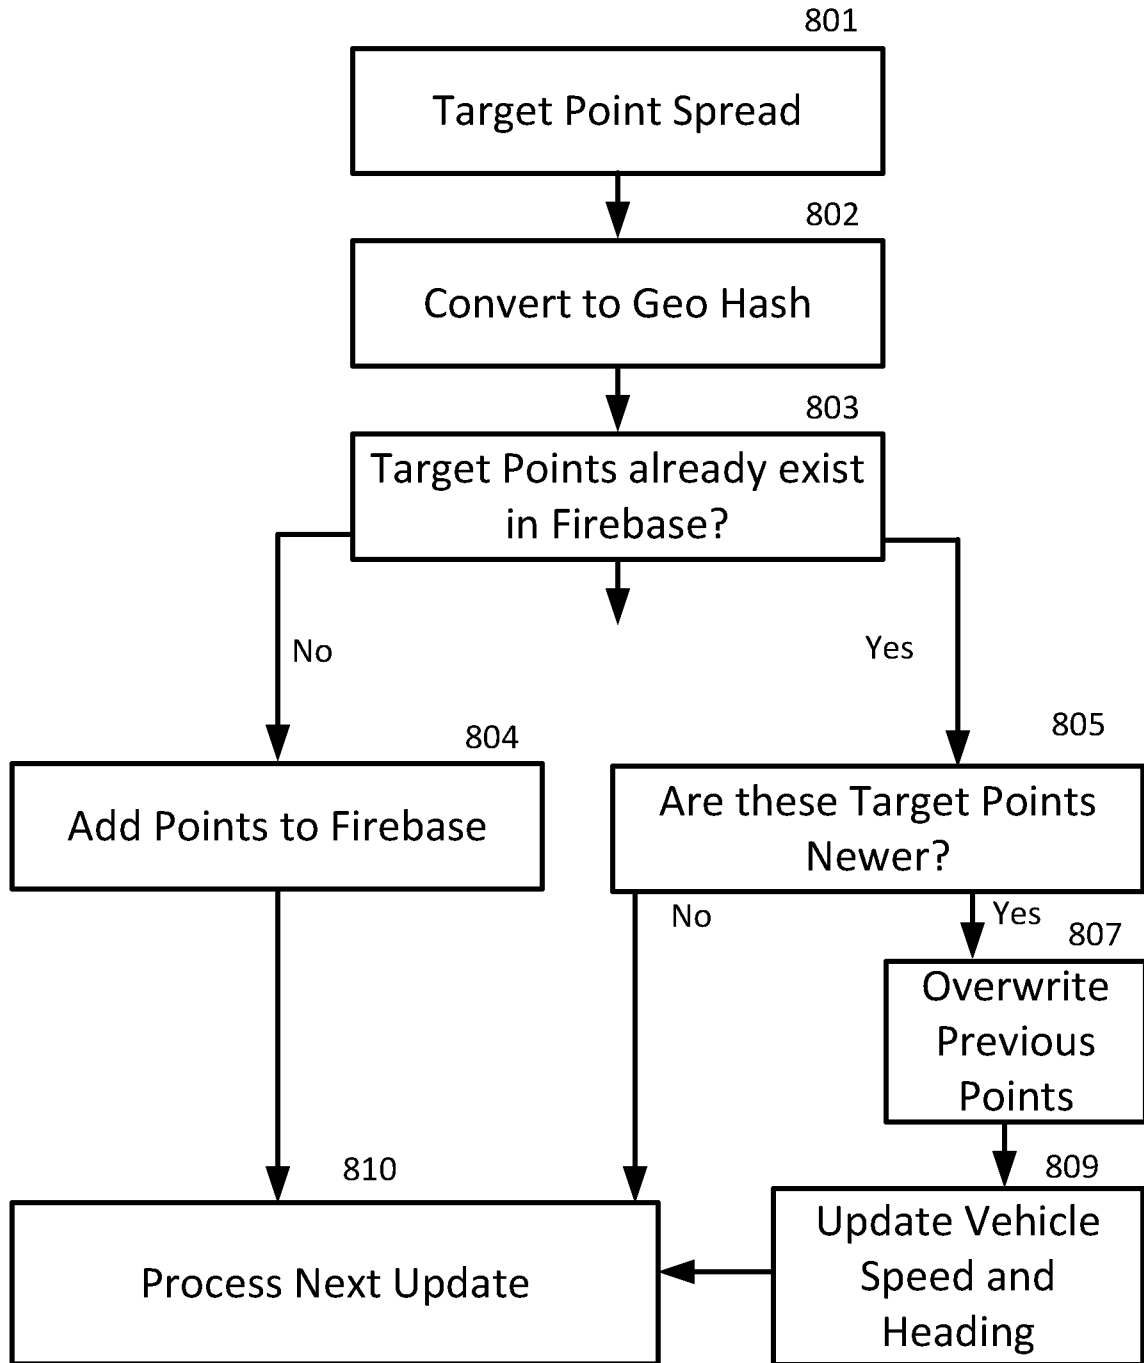 801
Target Point Spread
802
Convert to Geo Hash
803
Target Points already exist
in Firebase?
No
Yes
804
Add Points to Firebase
805
Are these Target Points
Newer?
No
Yes
807
Overwrite
Previous
Points
810
Process Next Update
809
Update Vehicle
Speed and
Heading